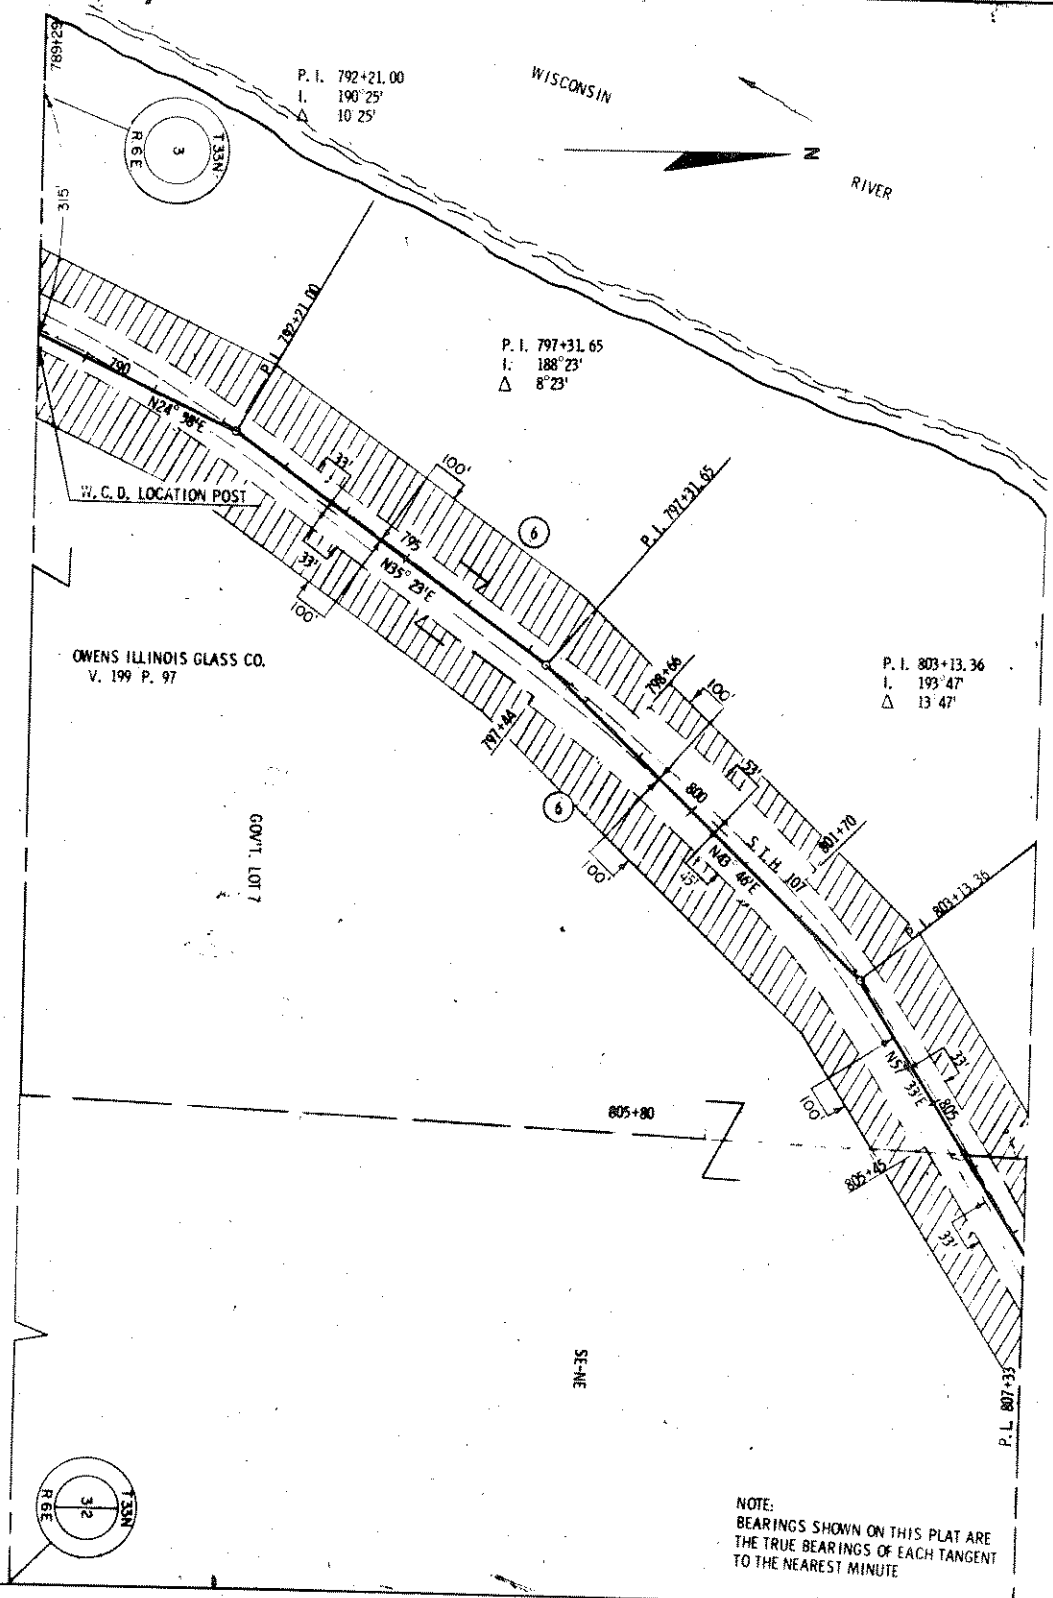 789+29
P. I. 792+21.00
I. 190°25'
Δ 10 25'
WISCONSIN
N
RIVER
T33N
3
R6E
315'
P. I. 792+21.00
P. I. 797+31.65
I. 188°23'
Δ 8°23'
790
N24° 58'E
W. C. D. LOCATION POST
33'
100'
795
6
P. I. 797+31.65
33'
N35° 23'E
100'
OWENS ILLINOIS GLASS CO.
V. 199 P. 97
P. I. 803+13.36
I. 193°47'
Δ 13 47'
798+66
100'
797+44
53'
800
6
801+70
S. T. H. 107
N43° 46'E
45'
100'
GOV'T. LOT 7
P. I. 803+13.36
33'
N57° 33'E
805
100'
805+80
805+45
33'
SE-NE
P. L. 807+33
T33N
3 2
R6E
NOTE:
BEARINGS SHOWN ON THIS PLAT ARE
THE TRUE BEARINGS OF EACH TANGENT
TO THE NEAREST MINUTE